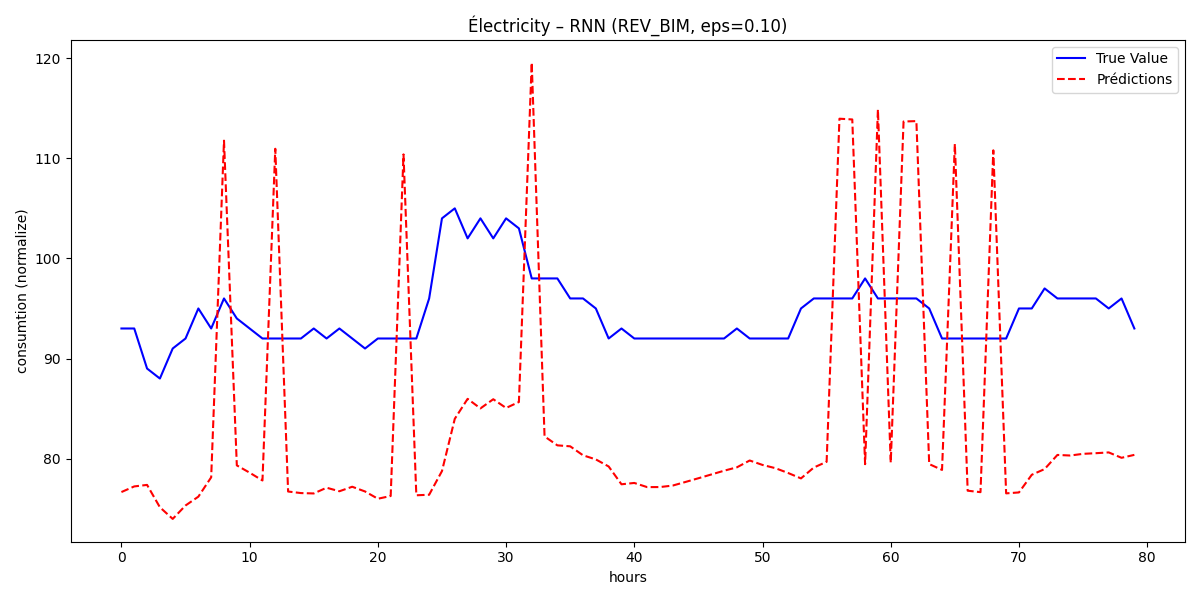 Électricity – RNN (REV_BIM, eps=0.10)
True Value
Prédictions
consumtion (normalize)
120
110
100
90
80
0 10 20 30 40 50 60 70 80
hours